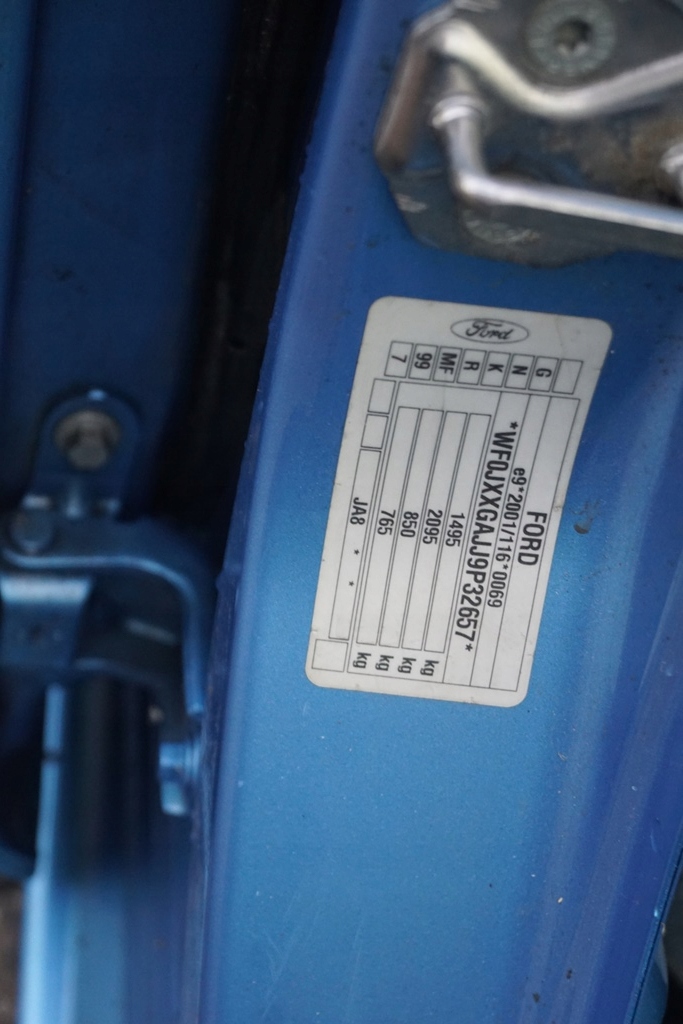 Ford
FORD
e9*2001/116*0069
*WF0JXXGAJJ9P32657*
1495 kg
2095 kg
850 kg
765 kg
JA8 * *
7 99 MF R K N G